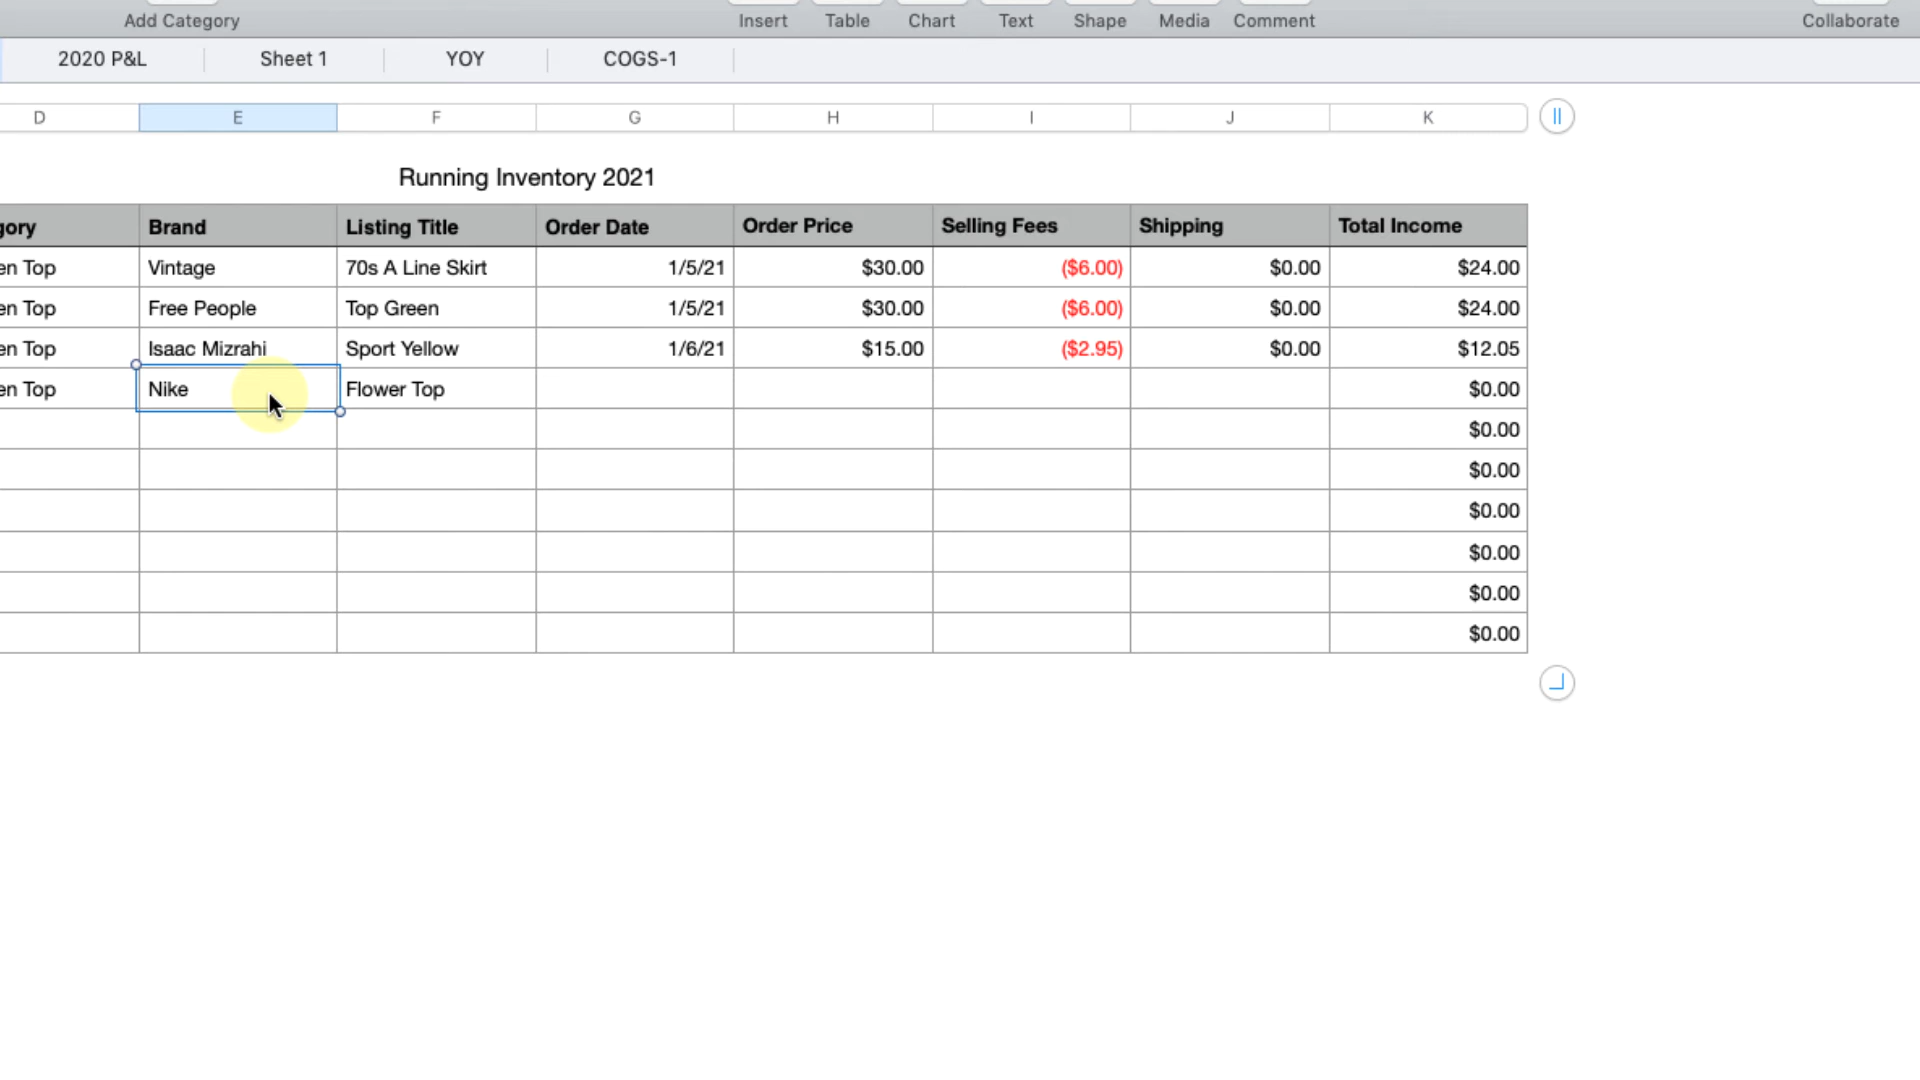 Add Category Insert Table Chart Text Shape Media Comment Collaborate
2020 P&L Sheet 1 YOY COGS-1
D E F G H I J K
Running Inventory 2021
gory Brand Listing Title Order Date Order Price Selling Fees Shipping Total Income
en Top Vintage 70s A Line Skirt 1/5/21 $30.00 ($6.00) $0.00 $24.00
en Top Free People Top Green 1/5/21 $30.00 ($6.00) $0.00 $24.00
en Top Isaac Mizrahi Sport Yellow 1/6/21 $15.00 ($2.95) $0.00 $12.05
en Top Nike Flower Top $0.00
$0.00
$0.00
$0.00
$0.00
$0.00
$0.00